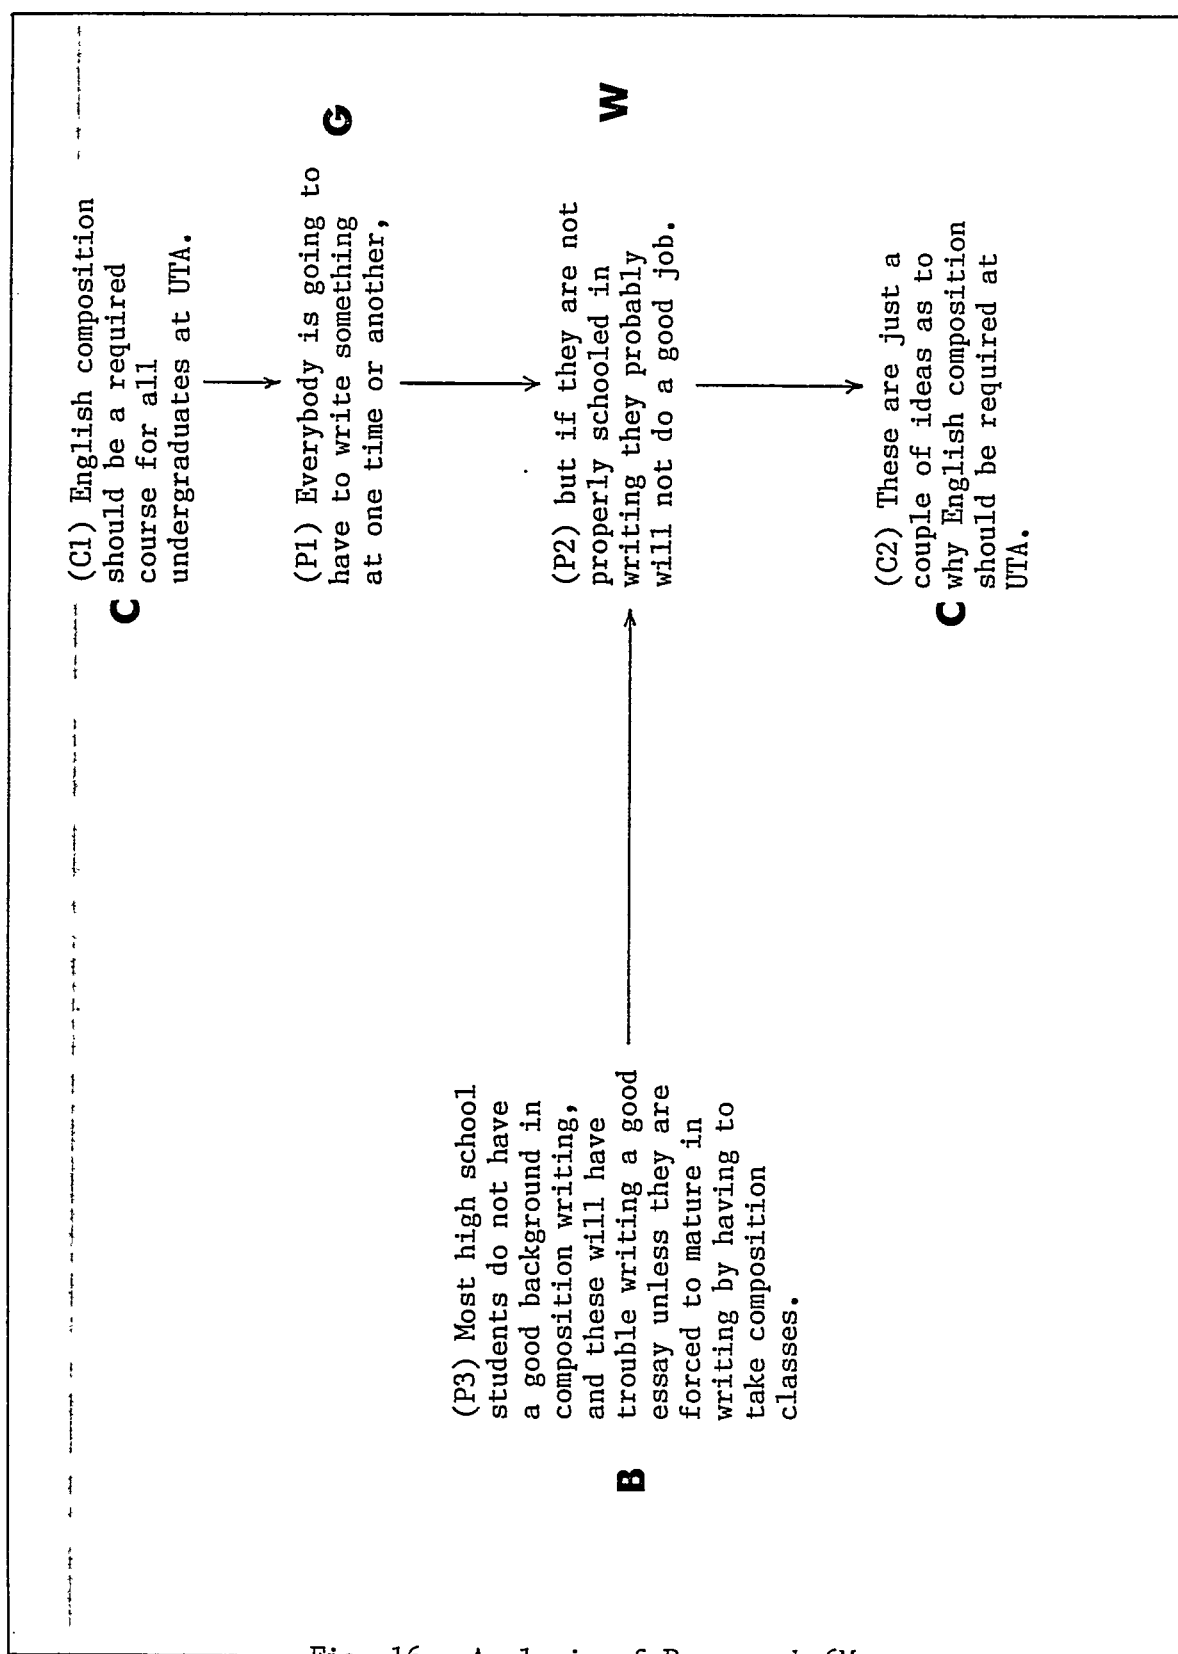 (C1) English composition
should be a required
course for all
undergraduates at UTA.
C
(P1) Everybody is going to
have to write something
at one time or another,
G
(P3) Most high school
students do not have
a good background in
composition writing,
and these will have
trouble writing a good
essay unless they are
forced to mature in
writing by having to
take composition
classes.
B
(P2) but if they are not
properly schooled in
writing they probably
will not do a good job.
W
(C2) These are just a
couple of ideas as to
why English composition
should be required at
UTA.
C
Fig. 16. Analysis of